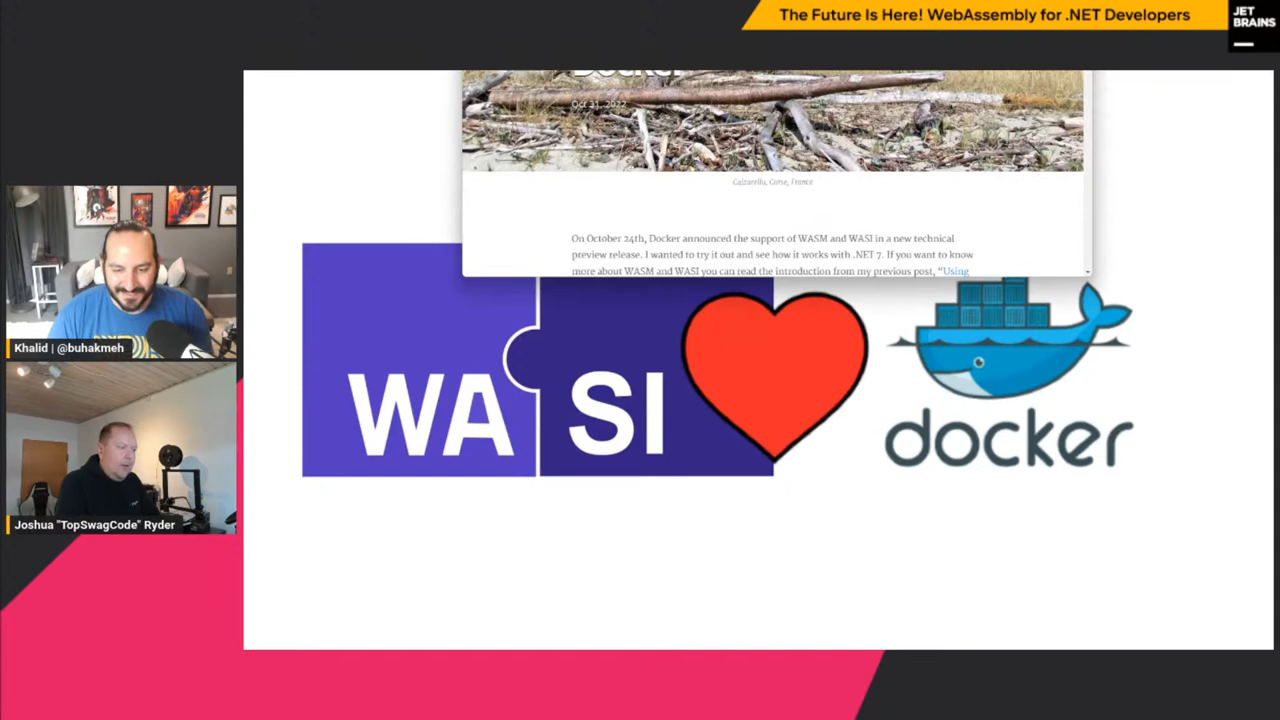 The Future Is Here! WebAssembly for .NET Developers
JET
BRAINS
Docker
Oct 31, 2022
Calzarellu, Corse, France
On October 24th, Docker announced the support of WASM and WASI in a new technical
preview release. I wanted to try it out and see how it works with .NET 7. If you want to know
more about WASM and WASI you can read the introduction from my previous post, “Using
WA SI
docker
Khalid | @buhakmeh
Joshua "TopSwagCode" Ryder